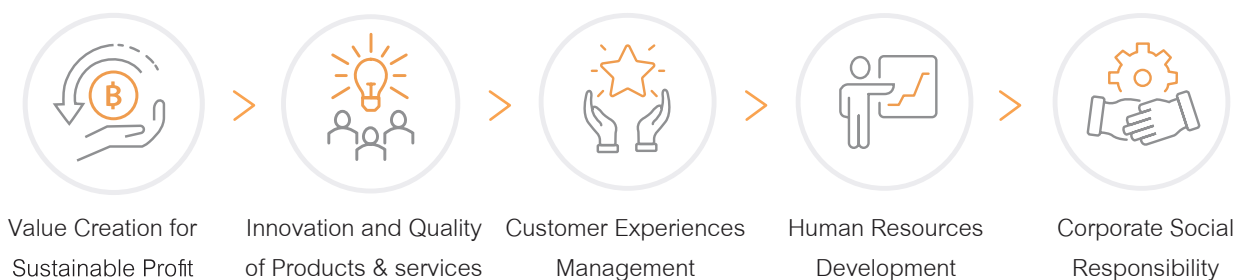 ฿
Value Creation for
Sustainable Profit
Innovation and Quality
of Products & services
Customer Experiences
Management
Human Resources
Development
Corporate Social
Responsibility